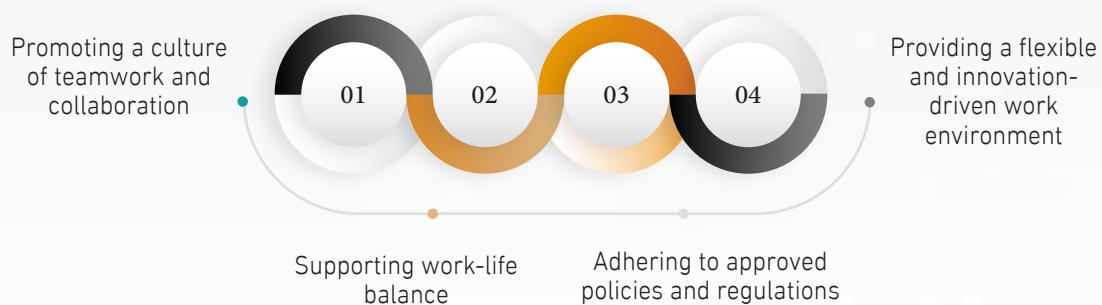 Promoting a culture
of teamwork and
collaboration
01
02
03
04
Providing a flexible
and innovation-
driven work
environment
Supporting work-life
balance
Adhering to approved
policies and regulations